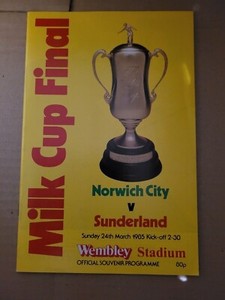 Milk Cup Final
Norwich City
v
Sunderland
Sunday 24th March 1985 Kick-off 2-30
Wembley Stadium
OFFICIAL SOUVENIR PROGRAMME 80p